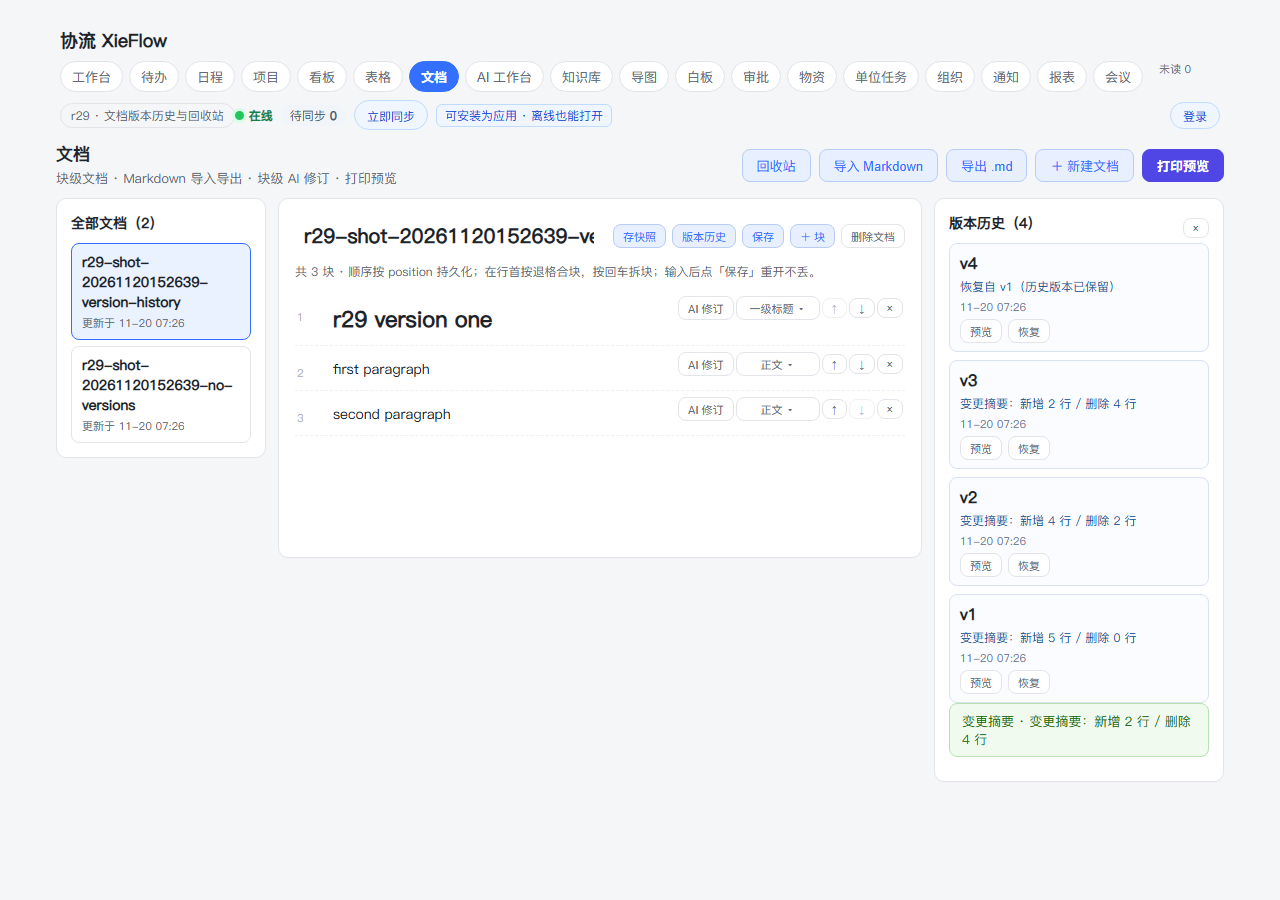 协流 XieFlow
工作台 待办 日程 项目 看板 表格 文档 AI 工作台 知识库 导图 白板 审批 物资 单位任务 组织 通知 报表 会议 未读 0
r29 · 文档版本历史与回收站 在线 待同步 0 立即同步 可安装为应用 · 离线也能打开 登录
文档
块级文档 · Markdown 导入导出 · 块级 AI 修订 · 打印预览
回收站 导入 Markdown 导出 .md ＋ 新建文档 打印预览
全部文档（2）
r29-shot-
20261120152639-
version-history
更新于 11-20 07:26
r29-shot-
20261120152639-no-
versions
更新于 11-20 07:26
r29-shot-20261120152639-ve
存快照 版本历史 保存 ＋ 块 删除文档
共 3 块 · 顺序按 position 持久化；在行首按退格合块，按回车拆块；输入后点「保存」重开不丢。
1 r29 version one AI 修订 一级标题 ↑ ↓ ×
2 first paragraph AI 修订 正文 ↑ ↓ ×
3 second paragraph AI 修订 正文 ↑ ↓ ×
版本历史（4） ×
v4
恢复自 v1（历史版本已保留）
11-20 07:26
预览 恢复
v3
变更摘要：新增 2 行 / 删除 4 行
11-20 07:26
预览 恢复
v2
变更摘要：新增 4 行 / 删除 2 行
11-20 07:26
预览 恢复
v1
变更摘要：新增 5 行 / 删除 0 行
11-20 07:26
预览 恢复
变更摘要 · 变更摘要：新增 2 行 / 删除
4 行